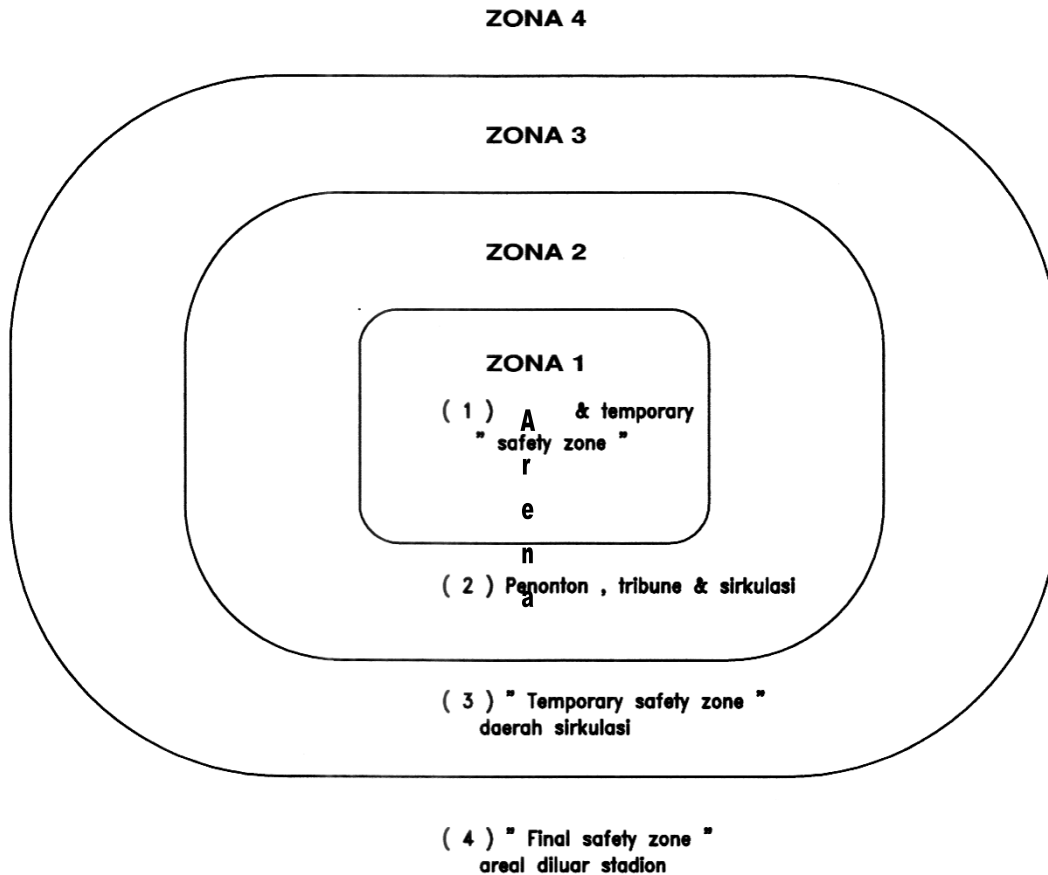 ZONA 4
ZONA 3
ZONA 2
ZONA 1
( 1 ) Arena & temporary
" safety zone "
( 2 ) Penonton , tribune & sirkulasi
( 3 ) " Temporary safety zone "
daerah sirkulasi
( 4 ) " Final safety zone "
areal diluar stadion